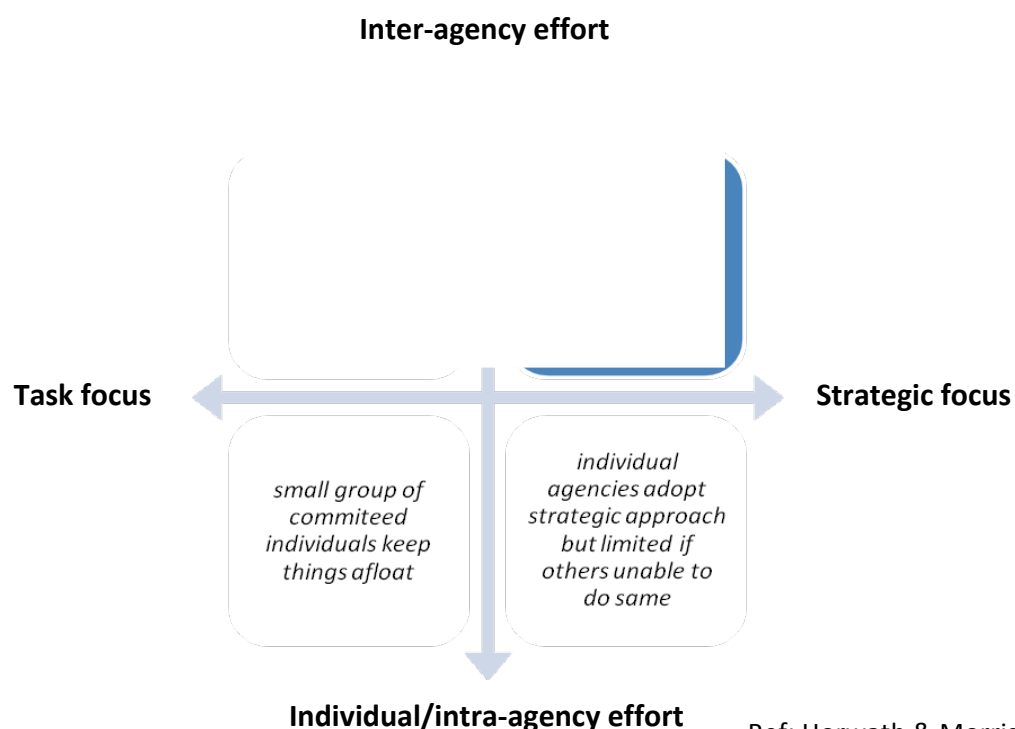 Inter-agency effort
Task focus
Strategic focus
small group of
commiteed
individuals keep
things afloat
individual
agencies adopt
strategic approach
but limited if
others unable to
do same
Individual/intra-agency effort